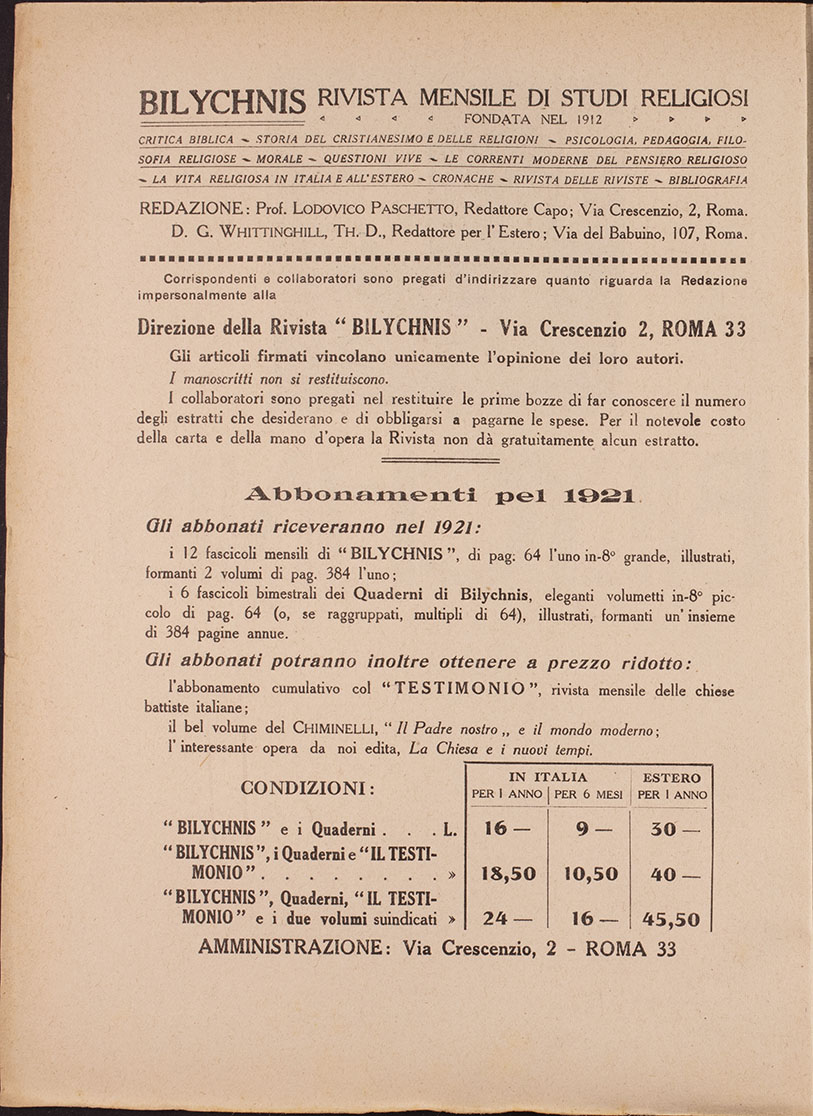 BILYCHNIS RIVISTA MENSILE DI STUDI RELIGIOSI
FONDATA NEL 1912
CRITICA BIBLICA ~ STORIA DEL CRISTIANESIMO E DELLE RELIGIONI ~ PSICOLOGIA, PEDAGOGIA, FILO-
SOFIA RELIGIOSE ~ MORALE ~ QUESTIONI VIVE ~ LE CORRENTI MODERNE DEL PENSIERO RELIGIOSO
~ LA VITA RELIGIOSA IN ITALIA E ALL'ESTERO ~ CRONACHE ~ RIVISTA DELLE RIVISTE ~ BIBLIOGRAFIA
REDAZIONE: Prof. LODOVICO PASCHETTO, Redattore Capo; Via Crescenzio, 2, Roma.
D. G. WHITTINGHILL, TH. D., Redattore per l'Estero; Via del Babuino, 107, Roma.
Corrispondenti e collaboratori sono pregati d'indirizzare quanto riguarda la Redazione
impersonalmente alla
Direzione della Rivista "BILYCHNIS" - Via Crescenzio 2, ROMA 33
Gli articoli firmati vincolano unicamente l'opinione dei loro autori.
I manoscritti non si restituiscono.
I collaboratori sono pregati nel restituire le prime bozze di far conoscere il numero
degli estratti che desiderano e di obbligarsi a pagarne le spese. Per il notevole costo
della carta e della mano d'opera la Rivista non dà gratuitamente alcun estratto.
Abbonamenti pel 1921
Gli abbonati riceveranno nel 1921:
i 12 fascicoli mensili di "BILYCHNIS", di pag. 64 l'uno in-8° grande, illustrati,
formanti 2 volumi di pag. 384 l'uno;
i 6 fascicoli bimestrali dei Quaderni di Bilychnis, eleganti volumetti in-8° pic-
colo di pag. 64 (o, se raggruppati, multipli di 64), illustrati, formanti un'insieme
di 384 pagine annue.
Gli abbonati potranno inoltre ottenere a prezzo ridotto:
l'abbonamento cumulativo col "TESTIMONIO", rivista mensile delle chiese
battiste italiane;
il bel volume del CHIMINELLI, "Il Padre nostro„ e il mondo moderno;
l'interessante opera da noi edita, La Chiesa e i nuovi tempi.
CONDIZIONI:
IN ITALIA ESTERO
PER 1 ANNO PER 6 MESI PER 1 ANNO
"BILYCHNIS" e i Quaderni . . . L. 16 — 9 — 30 —
"BILYCHNIS", i Quaderni e "IL TESTI-
MONIO" . . . . . . . . » 18,50 10,50 40 —
"BILYCHNIS", Quaderni, "IL TESTI-
MONIO" e i due volumi suindicati » 24 — 16 — 45,50
AMMINISTRAZIONE: Via Crescenzio, 2 - ROMA 33